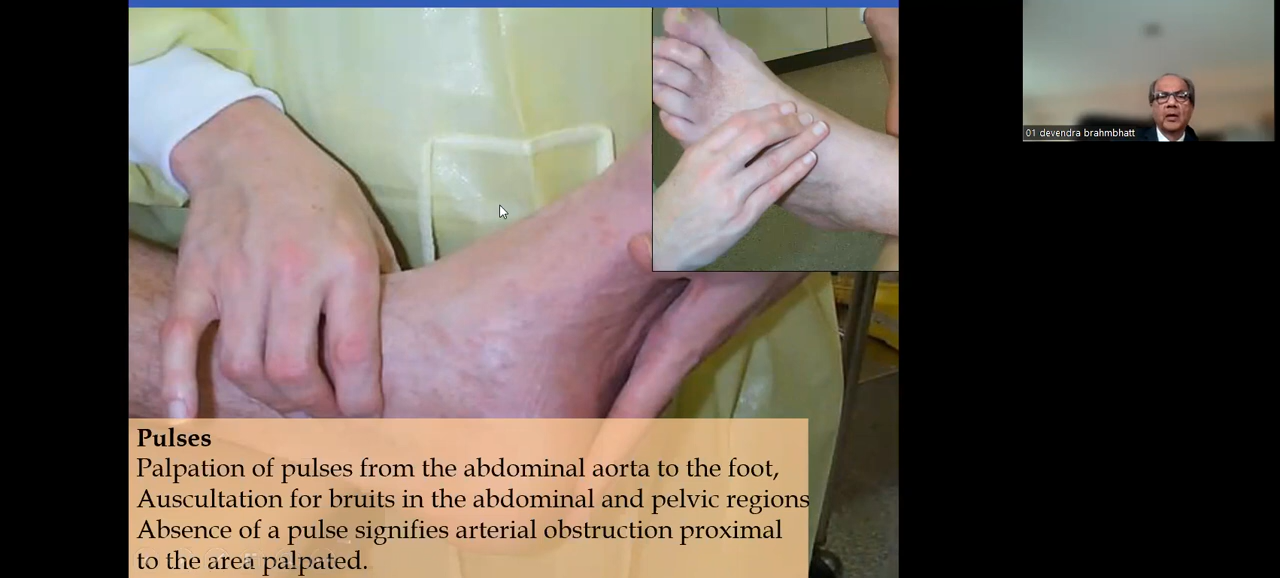 Pulses
Palpation of pulses from the abdominal aorta to the foot,
Auscultation for bruits in the abdominal and pelvic regions
Absence of a pulse signifies arterial obstruction proximal
to the area palpated.
01 devendra brahmbhatt